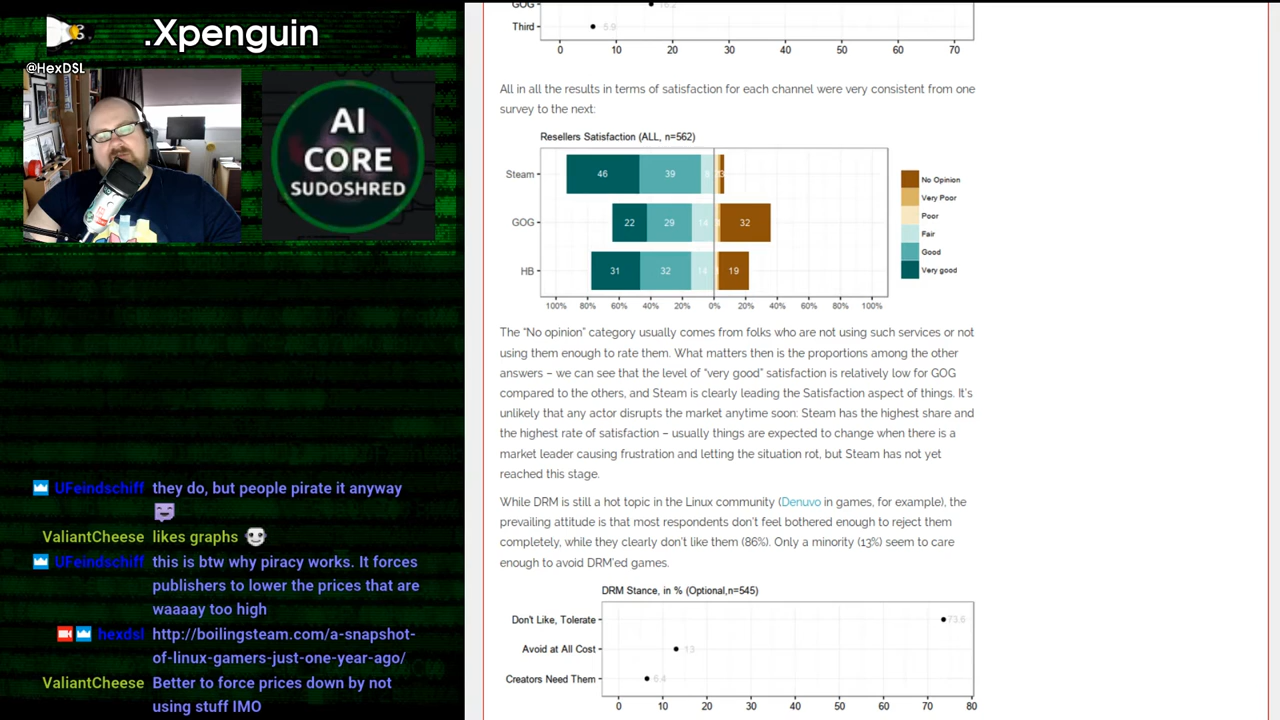 .Xpenguin
@HexDSL
AI
CORE
SUDOSHRED
UFeindschiff they do, but people pirate it anyway
ValiantCheese likes graphs
UFeindschiff this is btw why piracy works. It forces
publishers to lower the prices that are
waaaay too high
hexdsl http://boilingsteam.com/a-snapshot-
of-linux-gamers-just-one-year-ago/
ValiantCheese Better to force prices down by not
using stuff IMO
GOG 16.2
Third 5.9
0 10 20 30 40 50 60 70
All in all the results in terms of satisfaction for each channel were very consistent from one
survey to the next:
Resellers Satisfaction (ALL, n=562)
Steam 46 39 8 3
GOG 22 29 14 32
HB 31 32 14 19
100% 80% 60% 40% 20% 0% 20% 40% 60% 80% 100%
No Opinion
Very Poor
Poor
Fair
Good
Very good
The “No opinion” category usually comes from folks who are not using such services or not
using them enough to rate them. What matters then is the proportions among the other
answers – we can see that the level of “very good” satisfaction is relatively low for GOG
compared to the others, and Steam is clearly leading the Satisfaction aspect of things. It’s
unlikely that any actor disrupts the market anytime soon: Steam has the highest share and
the highest rate of satisfaction – usually things are expected to change when there is a
market leader causing frustration and letting the situation rot, but Steam has not yet
reached this stage.
While DRM is still a hot topic in the Linux community (Denuvo in games, for example), the
prevailing attitude is that most respondents don’t feel bothered enough to reject them
completely, while they clearly don’t like them (86%). Only a minority (13%) seem to care
enough to avoid DRM’ed games.
DRM Stance, in % (Optional,n=545)
Don't Like, Tolerate 73.6
Avoid at All Cost 13
Creators Need Them 6.4
0 10 20 30 40 50 60 70 80